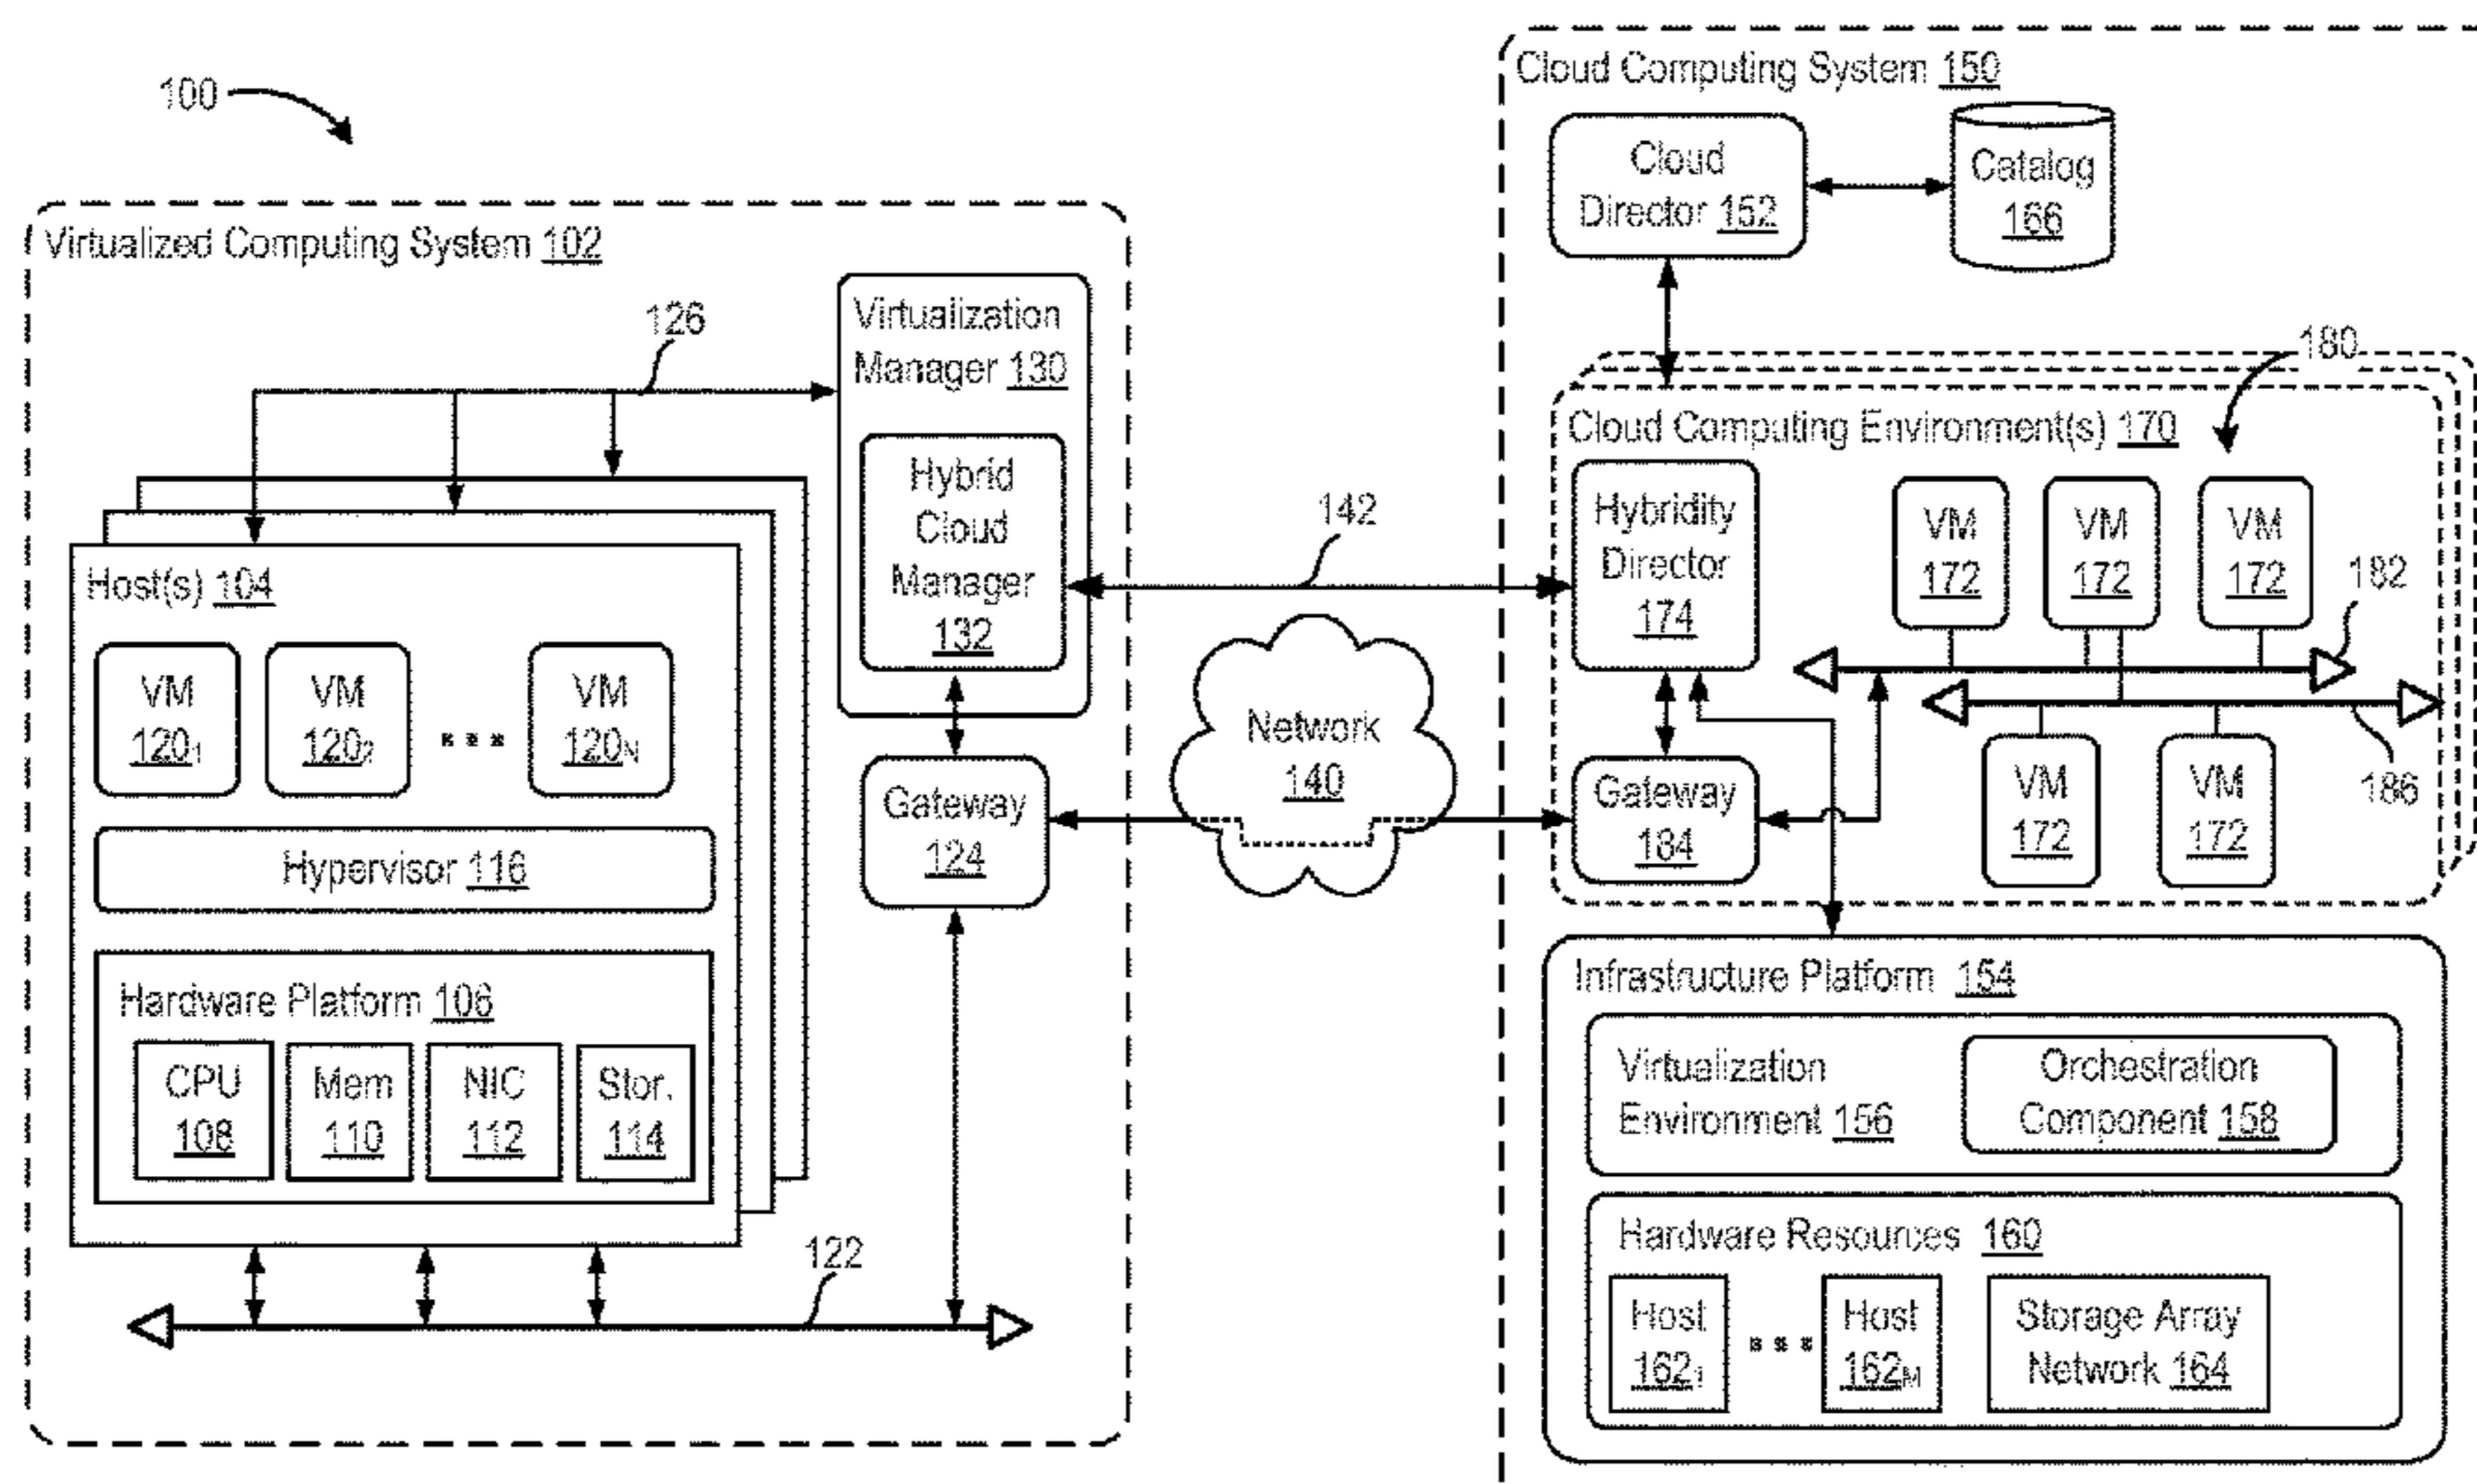 100
Virtualized Computing System 102
126
Virtualization
Manager 130
Hybrid
Cloud
Manager
132
Host(s) 104
VM
120₁
VM
120₂
VM
120N
Hypervisor 116
Hardware Platform 106
CPU
108
Mem
110
NIC
112
Stor.
114
Gateway
124
122
142
Network
140
Cloud Computing System 150
Cloud
Director 152
Catalog
166
180
Cloud Computing Environment(s) 170
Hybridity
Director
174
VM
172
VM
172
VM
172
182
Gateway
184
VM
172
VM
172
186
Infrastructure Platform 154
Virtualization
Environment 156
Orchestration
Component 158
Hardware Resources 160
Host
162₁
Host
162M
Storage Array
Network 164